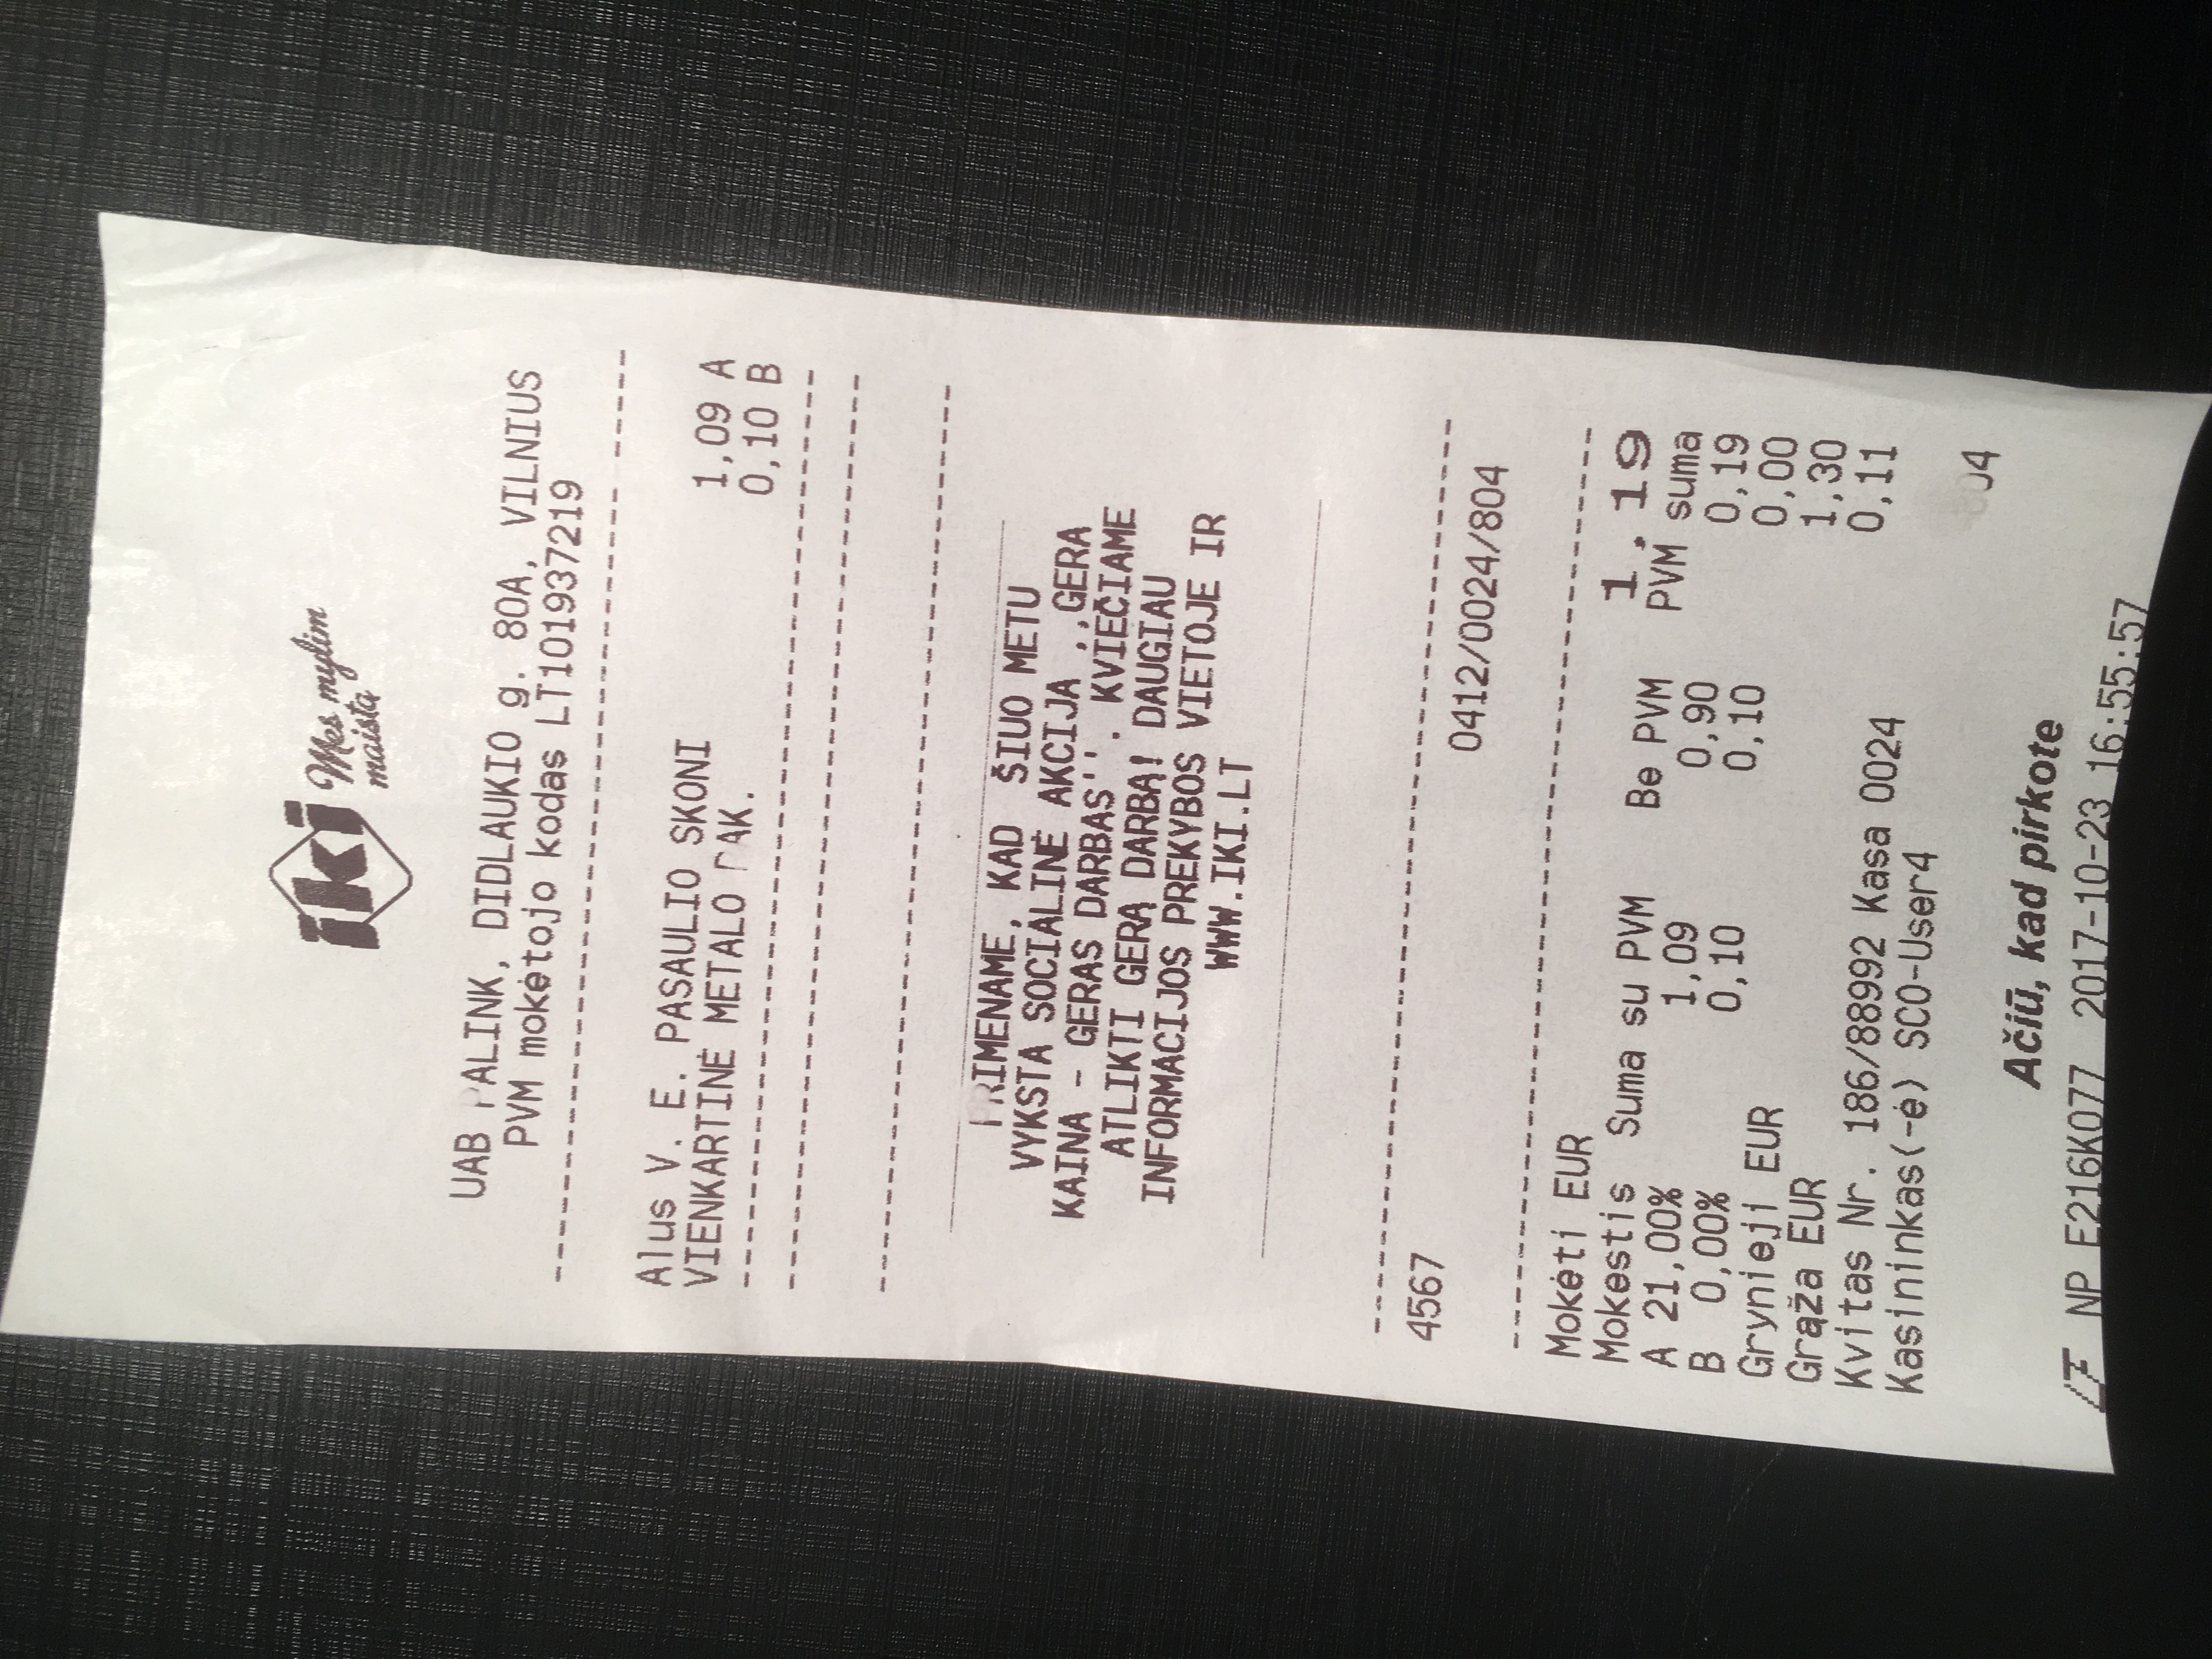 iki Mes mylim
maistą
UAB PALINK, DIDLAUKIO g. 80A, VILNIUS
PVM mokėtojo kodas LT101937219
Alus V. E. PASAULIO SKONI 1,09 A
VIENKARTINĖ METALO PAK. 0,10 B
PRIMENAME, KAD ŠIUO METU
VYKSTA SOCIALINĖ AKCIJA ,,GERA
KAINA - GERAS DARBAS''. KVIEČIAME
ATLIKTI GERĄ DARBĄ! DAUGIAU
INFORMACIJOS PREKYBOS VIETOJE IR
WWW.IKI.LT
4567 0412/0024/804
Mokėti EUR 1.19
Mokestis Suma su PVM Be PVM PVM suma
A 21,00% 1,09 0,90 0,19
B 0,00% 0,10 0,10 0,00
Grynieji EUR 1,30
Grąža EUR 0,11
Kvitas Nr. 186/88992 Kasa 0024
Kasininkas(-ė) SCO-User4
804
Ačiū, kad pirkote
LF NP E216K077 2017-10-23 16:55:57